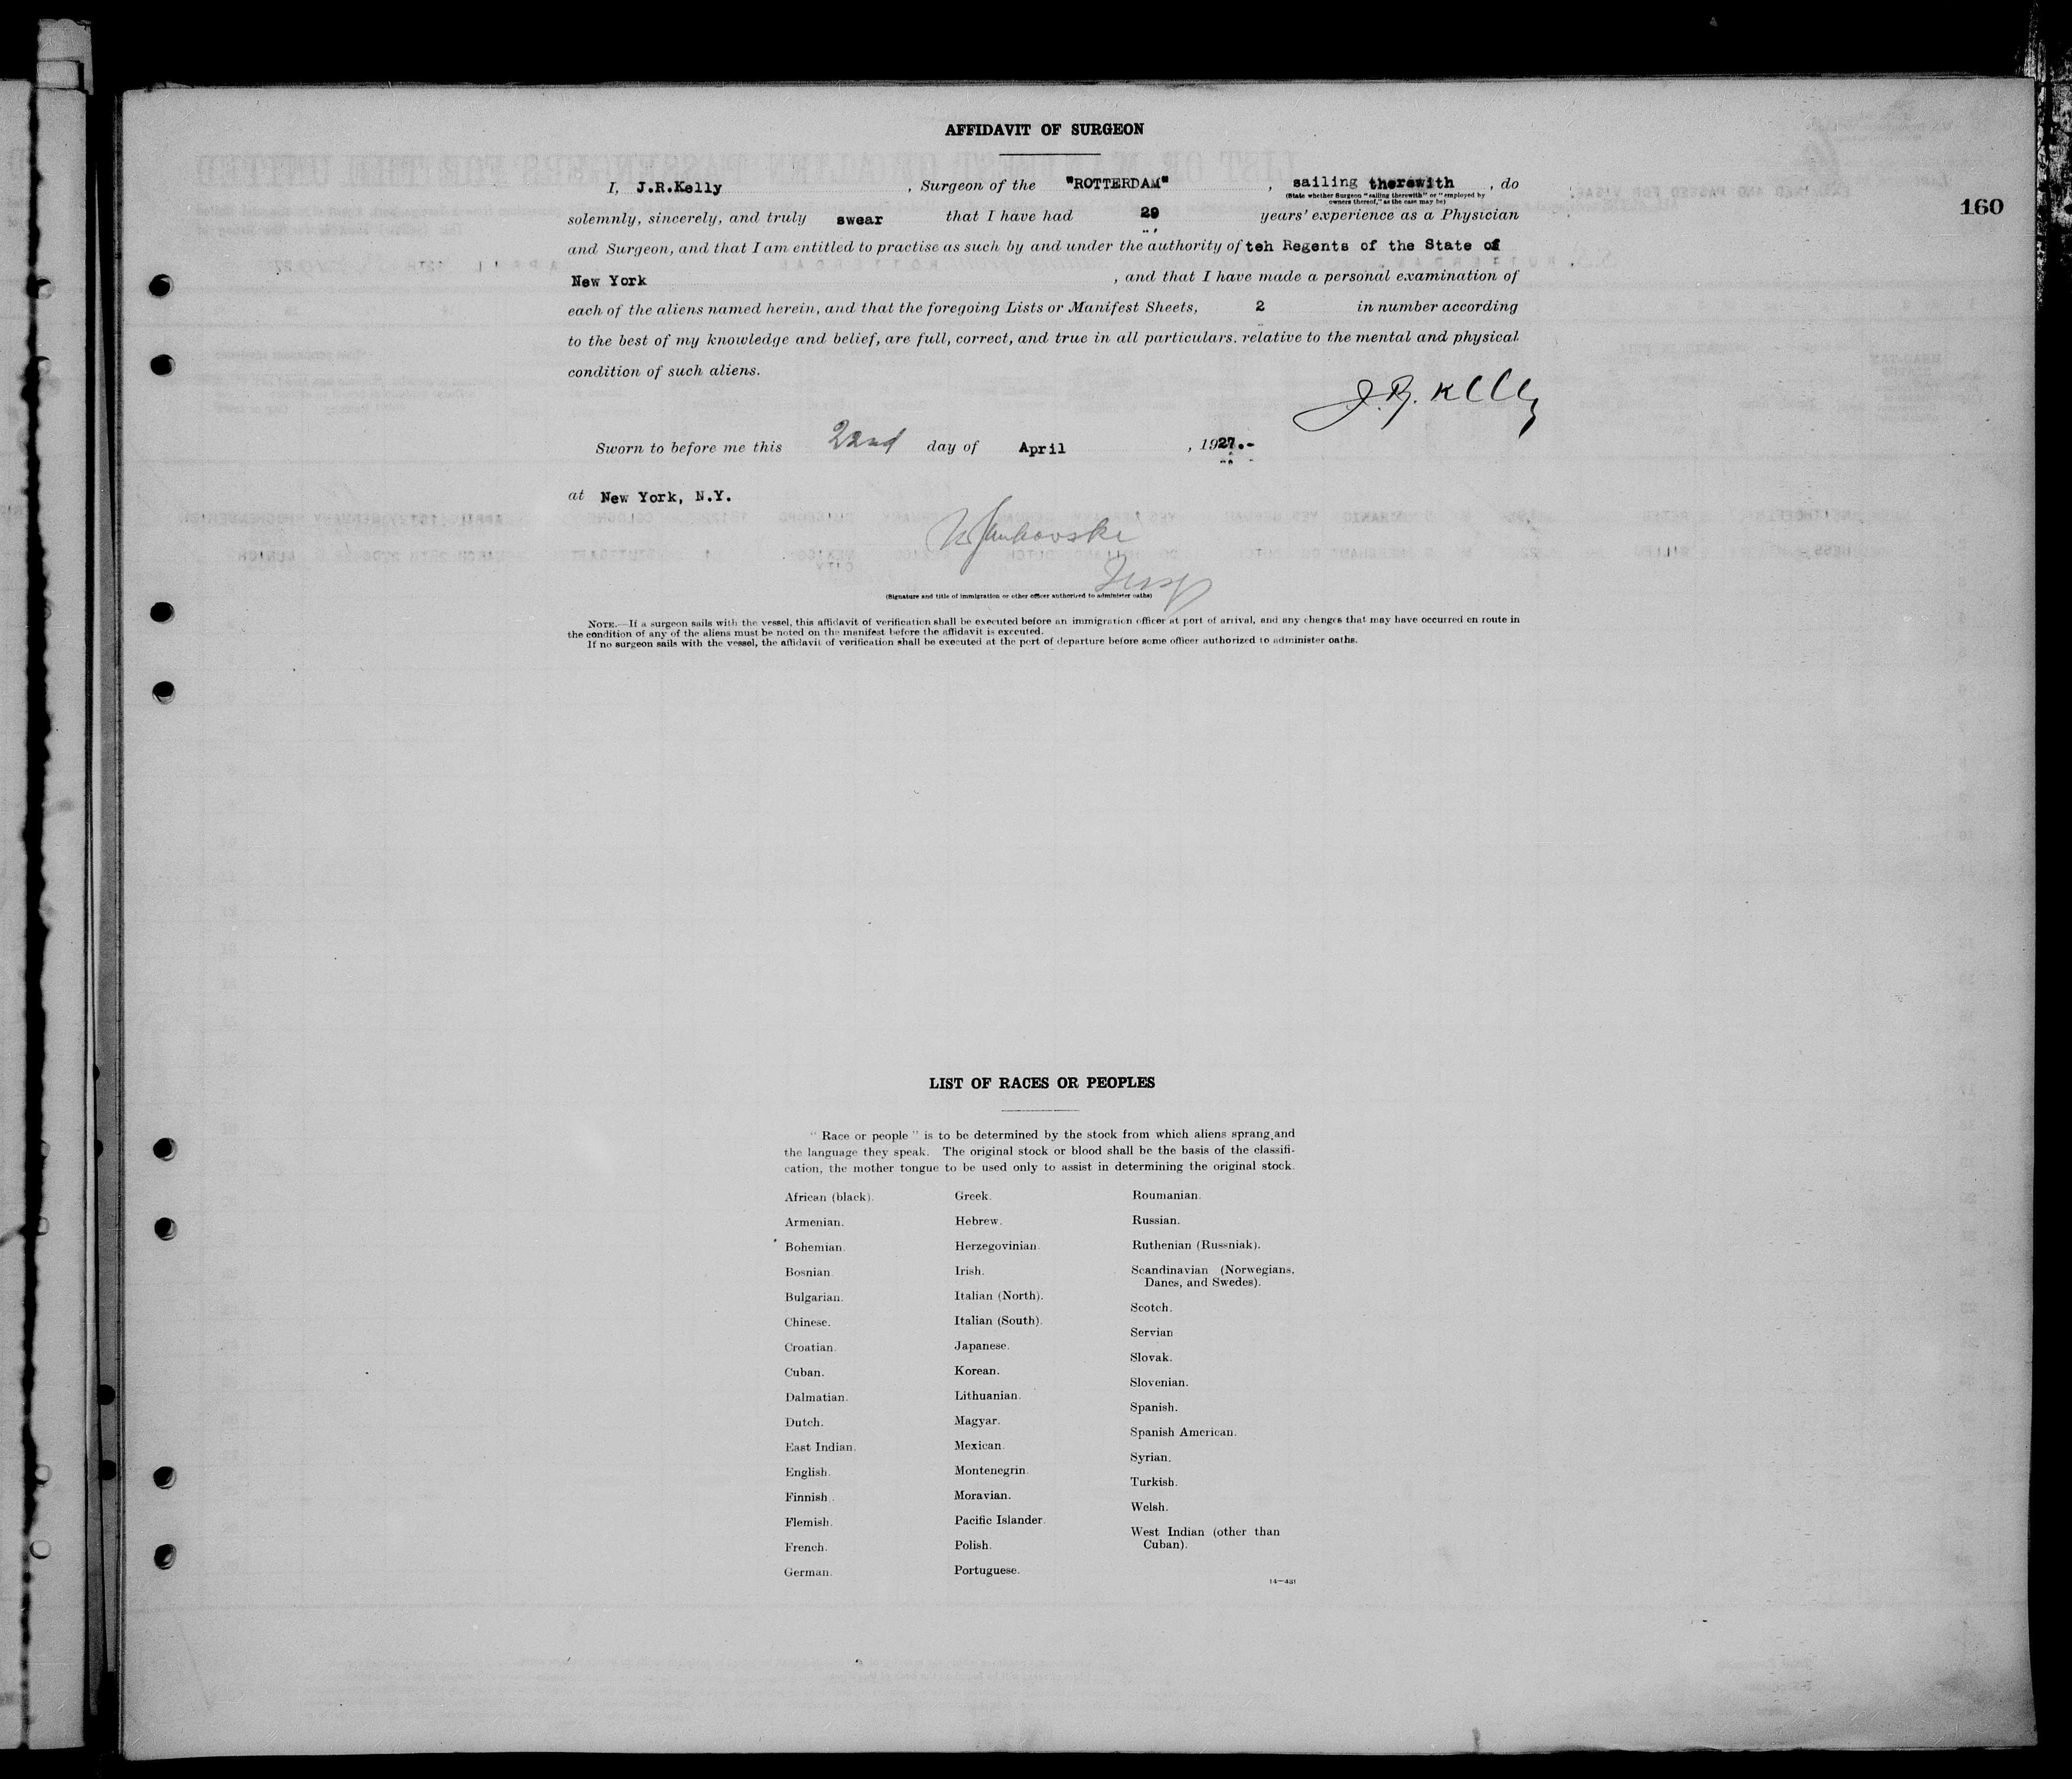 AFFIDAVIT OF SURGEON
160
I, J.R.Kelly , Surgeon of the "ROTTERDAM" , sailing therewith , do
(State whether Surgeon "sailing therewith" or "employed by owners thereof," as the case may be)
solemnly, sincerely, and truly swear that I have had 29 years' experience as a Physician
and Surgeon, and that I am entitled to practise as such by and under the authority of teh Regents of the State of
New York , and that I have made a personal examination of
each of the aliens named herein, and that the foregoing Lists or Manifest Sheets, 2 in number according
to the best of my knowledge and belief, are full, correct, and true in all particulars. relative to the mental and physical
condition of such aliens.
J.R. Kelly
Sworn to before me this 22nd day of April , 1927.-
at New York, N.Y.
(Signature and title of immigration or other officer authorized to administer oaths)
NOTE.—If a surgeon sails with the vessel, this affidavit of verification shall be executed before an immigration officer at port of arrival, and any changes that may have occurred en route in
the condition of any of the aliens must be noted on the manifest before the affidavit is executed.
If no surgeon sails with the vessel, the affidavit of verification shall be executed at the port of departure before some officer authorized to administer oaths.
LIST OF RACES OR PEOPLES
"Race or people" is to be determined by the stock from which aliens sprang and
the language they speak. The original stock or blood shall be the basis of the classifi-
cation, the mother tongue to be used only to assist in determining the original stock.
African (black).
Armenian.
Bohemian.
Bosnian.
Bulgarian.
Chinese.
Croatian.
Cuban.
Dalmatian.
Dutch.
East Indian.
English.
Finnish.
Flemish.
French.
German.
Greek.
Hebrew.
Herzegovinian.
Irish.
Italian (North).
Italian (South).
Japanese.
Korean.
Lithuanian.
Magyar.
Mexican.
Montenegrin.
Moravian.
Pacific Islander.
Polish.
Portuguese.
Roumanian.
Russian.
Ruthenian (Russniak).
Scandinavian (Norwegians,
Danes, and Swedes).
Scotch.
Servian
Slovak.
Slovenian.
Spanish.
Spanish American.
Syrian.
Turkish.
Welsh.
West Indian (other than
Cuban).
14—431